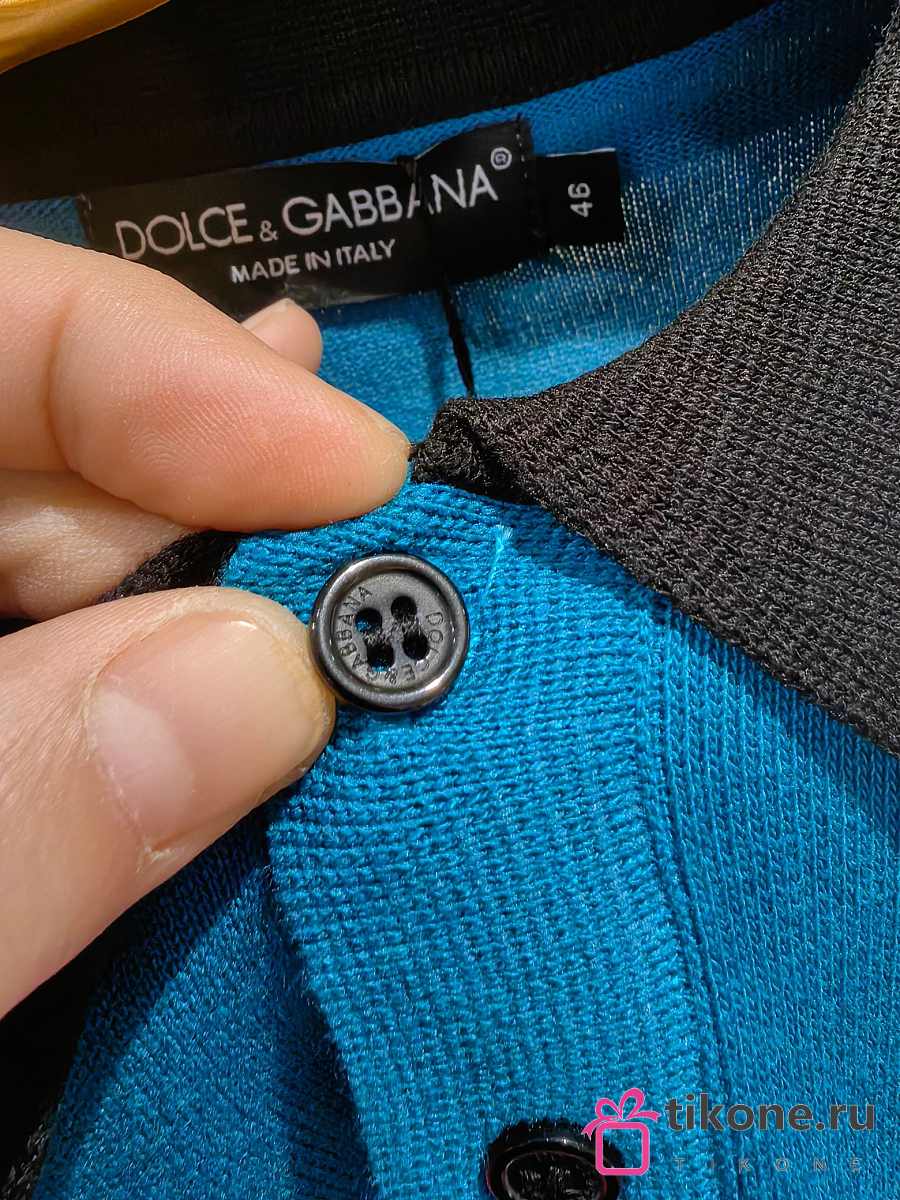 DOLCE & GABBANA®
MADE IN ITALY
46
DOLCE & GABBANA
tikone.ru
TIKONE